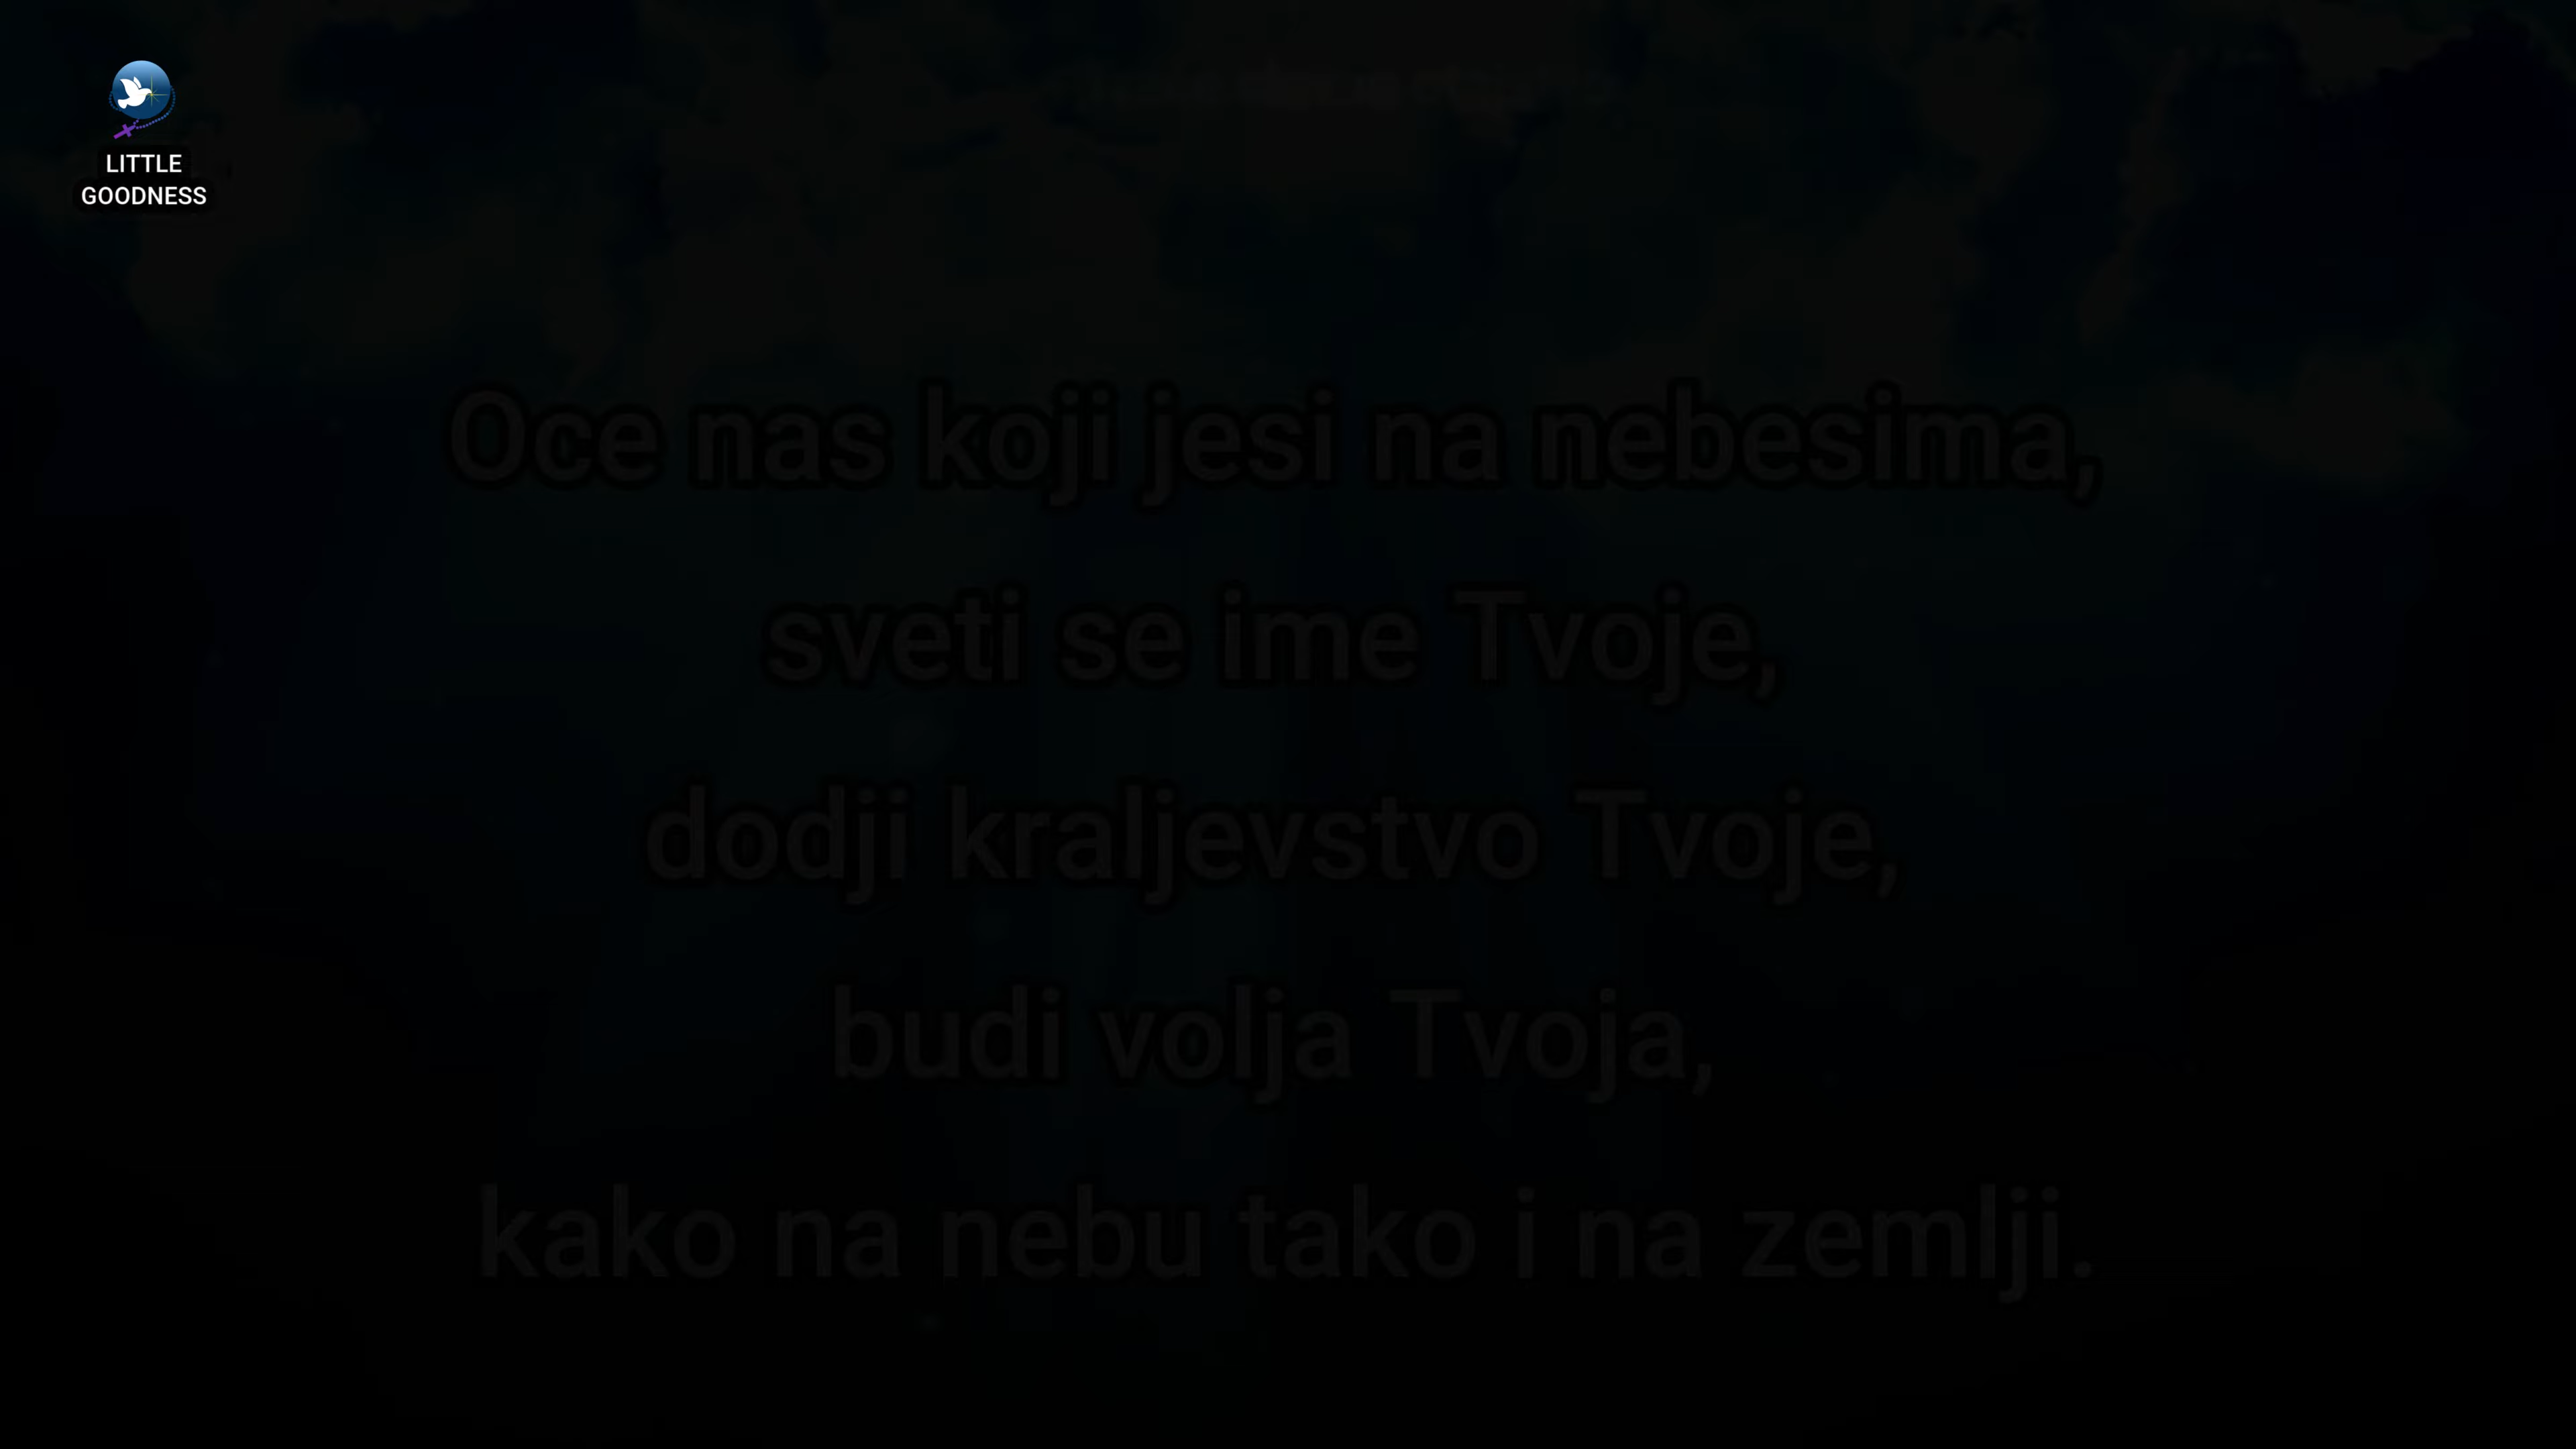 LITTLE
GOODNESS
Oce nas koji jesi na nebesima,
sveti se ime Tvoje,
dodji kraljevstvo Tvoje,
budi volja Tvoja,
kako na nebu tako i na zemlji.